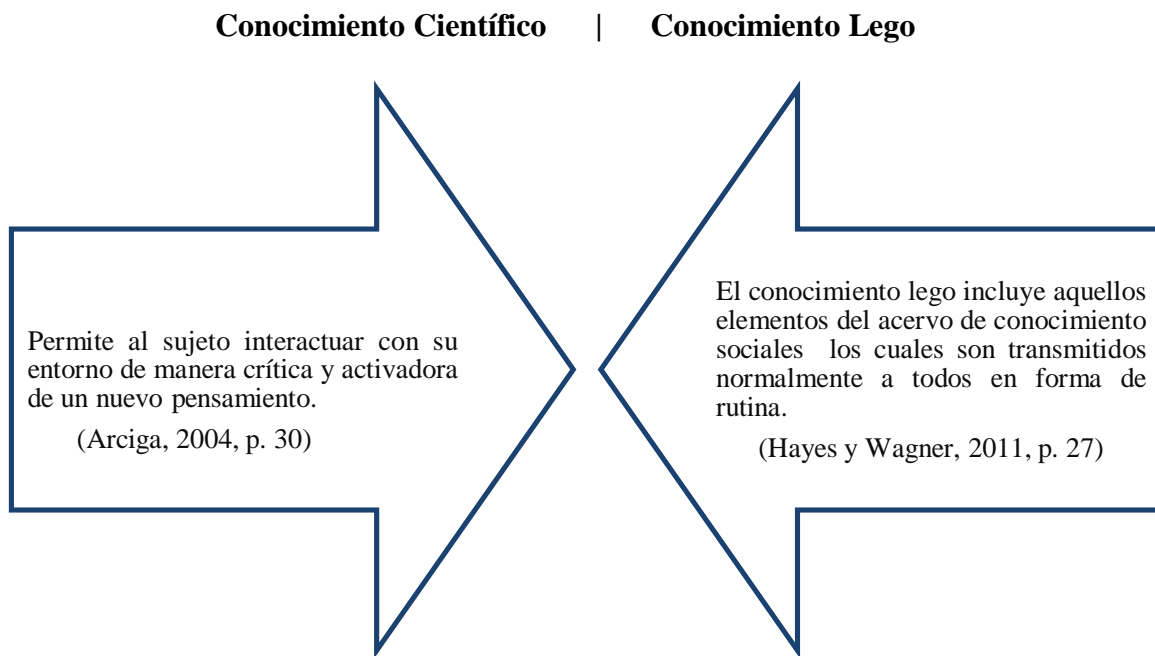 Conocimiento Científico | Conocimiento Lego
Permite al sujeto interactuar con su
entorno de manera crítica y activadora
de un nuevo pensamiento.
(Arciga, 2004, p. 30)
El conocimiento lego incluye aquellos
elementos del acervo de conocimiento
sociales los cuales son transmitidos
normalmente a todos en forma de
rutina.
(Hayes y Wagner, 2011, p. 27)